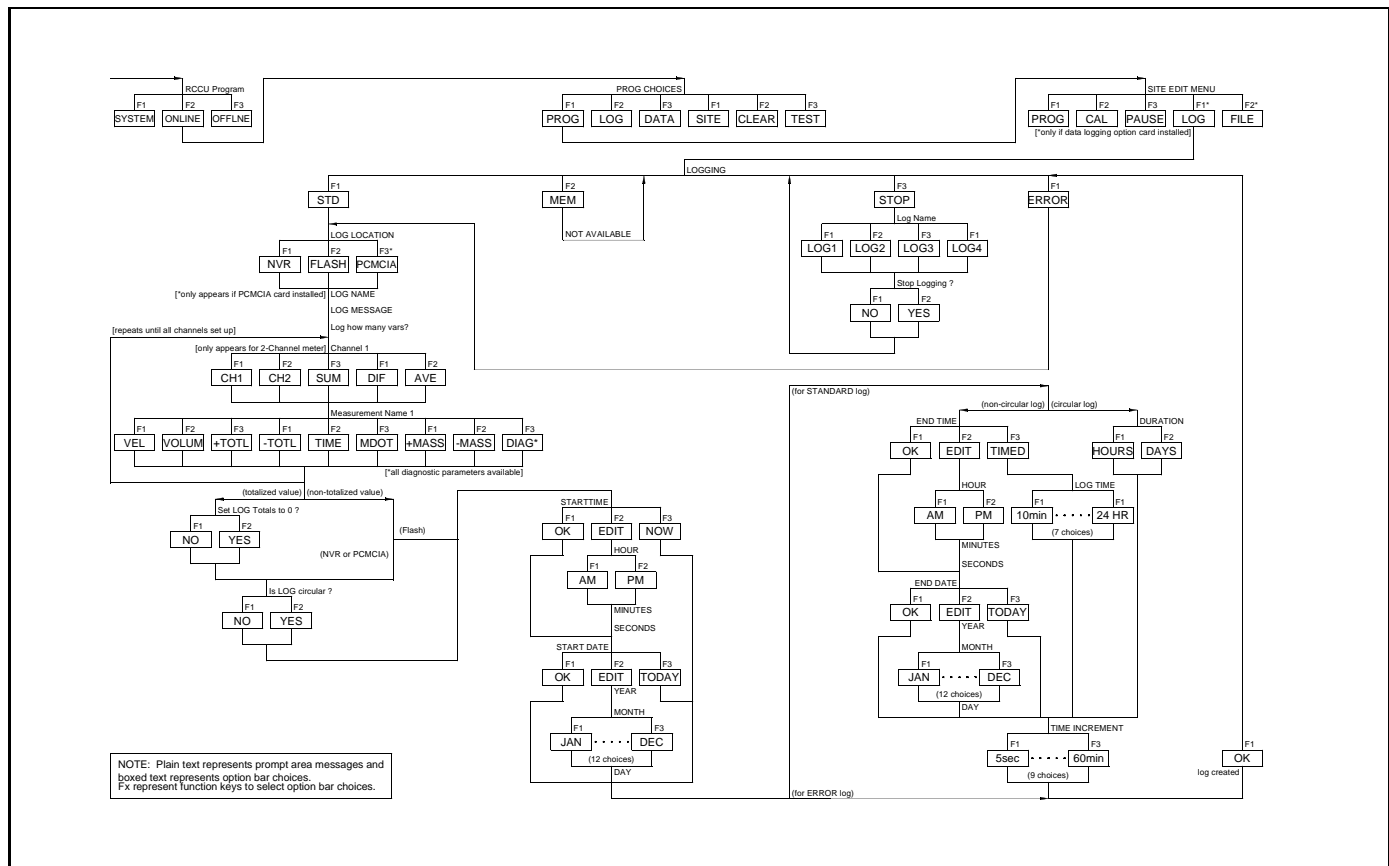 RCCU Program
F1 F2 F3
SYSTEM ONLINE OFFLNE
PROG CHOICES
F1 F2 F3 F1 F2 F3
PROG LOG DATA SITE CLEAR TEST
SITE EDIT MENU
F1 F2 F3 F1* F2*
PROG CAL PAUSE LOG FILE
[*only if data logging option card installed]
LOGGING
F1 F2 F3 F1
STD MEM STOP ERROR
NOT AVAILABLE
LOG LOCATION
F1 F2 F3*
NVR FLASH PCMCIA
[*only appears if PCMCIA card installed]
LOG NAME
LOG MESSAGE
Log how many vars?
[repeats until all channels set up]
[only appears for 2-Channel meter]
Channel 1
F1 F2 F3 F1 F2
CH1 CH2 SUM DIF AVE
Measurement Name 1
F1 F2 F3 F1 F2 F3 F1 F2 F3
VEL VOLUM +TOTL -TOTL TIME MDOT +MASS -MASS DIAG*
[*all diagnostic parameters available]
(totalized value) (non-totalized value)
Set LOG Totals to 0 ?
F1 F2
NO YES
(Flash)
(NVR or PCMCIA)
Is LOG circular ?
F1 F2
NO YES
Log Name
F1 F2 F3 F1
LOG1 LOG2 LOG3 LOG4
Stop Logging ?
F1 F2
NO YES
STARTTIME
F1 F2 F3
OK EDIT NOW
HOUR
F1 F2
AM PM
MINUTES
SECONDS
START DATE
F1 F2 F3
OK EDIT TODAY
YEAR
MONTH
F1 F3
JAN DEC
(12 choices)
DAY
(for STANDARD log)
(non-circular log) (circular log)
END TIME
F1 F2 F3
OK EDIT TIMED
DURATION
F1 F2
HOURS DAYS
HOUR
F1 F2
AM PM
LOG TIME
F1 F1
10min 24 HR
(7 choices)
MINUTES
SECONDS
END DATE
F1 F2 F3
OK EDIT TODAY
YEAR
MONTH
F1 F3
JAN DEC
(12 choices)
DAY
TIME INCREMENT
F1 F3
5sec 60min
(9 choices)
F1
OK
log created
(for ERROR log)
NOTE: Plain text represents prompt area messages and
boxed text represents option bar choices.
Fx represent function keys to select option bar choices.